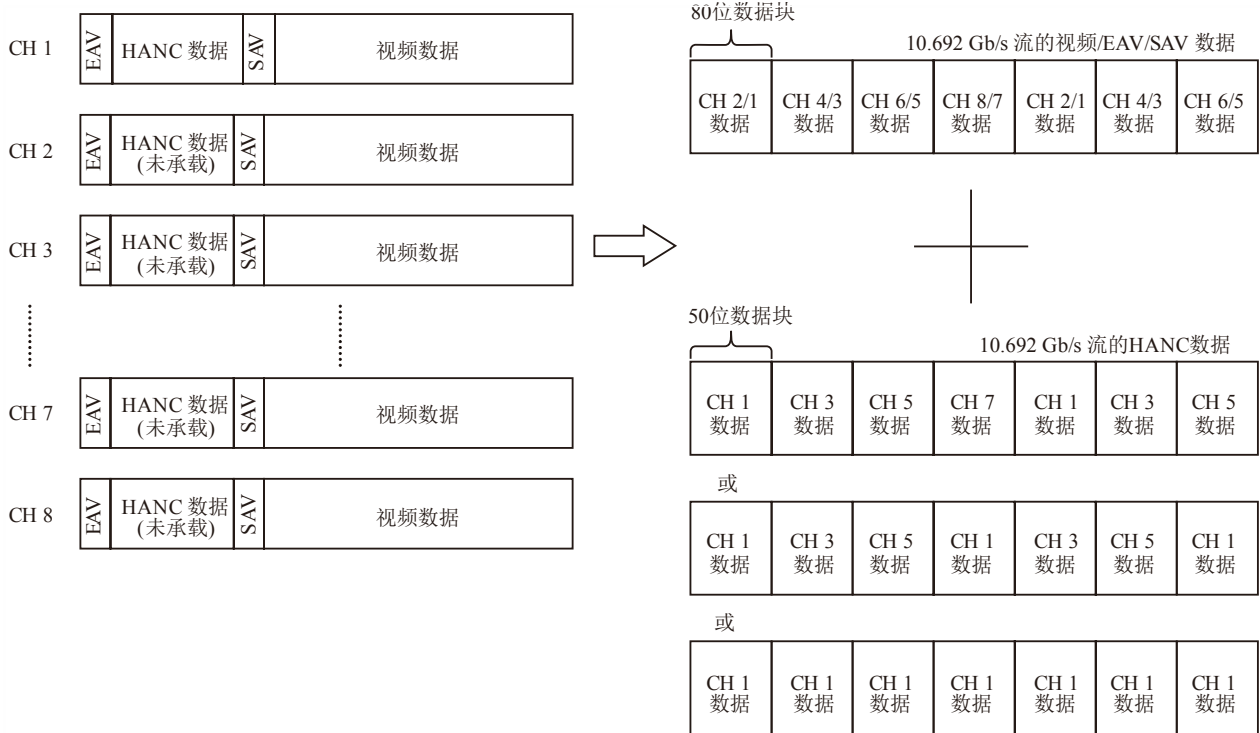 CH 1
EAV
HANC 数据
SAV
视频数据
CH 2
EAV
HANC 数据
(未承载)
SAV
视频数据
CH 3
EAV
HANC 数据
(未承载)
SAV
视频数据
CH 7
EAV
HANC 数据
(未承载)
SAV
视频数据
CH 8
EAV
HANC 数据
(未承载)
SAV
视频数据
80位数据块
10.692 Gb/s 流的视频/EAV/SAV 数据
CH 2/1 CH 4/3 CH 6/5 CH 8/7 CH 2/1 CH 4/3 CH 6/5
数据 数据 数据 数据 数据 数据 数据
50位数据块
10.692 Gb/s 流的HANC数据
CH 1 CH 3 CH 5 CH 7 CH 1 CH 3 CH 5
数据 数据 数据 数据 数据 数据 数据
或
CH 1 CH 3 CH 5 CH 1 CH 3 CH 5 CH 1
数据 数据 数据 数据 数据 数据 数据
或
CH 1 CH 1 CH 1 CH 1 CH 1 CH 1 CH 1
数据 数据 数据 数据 数据 数据 数据